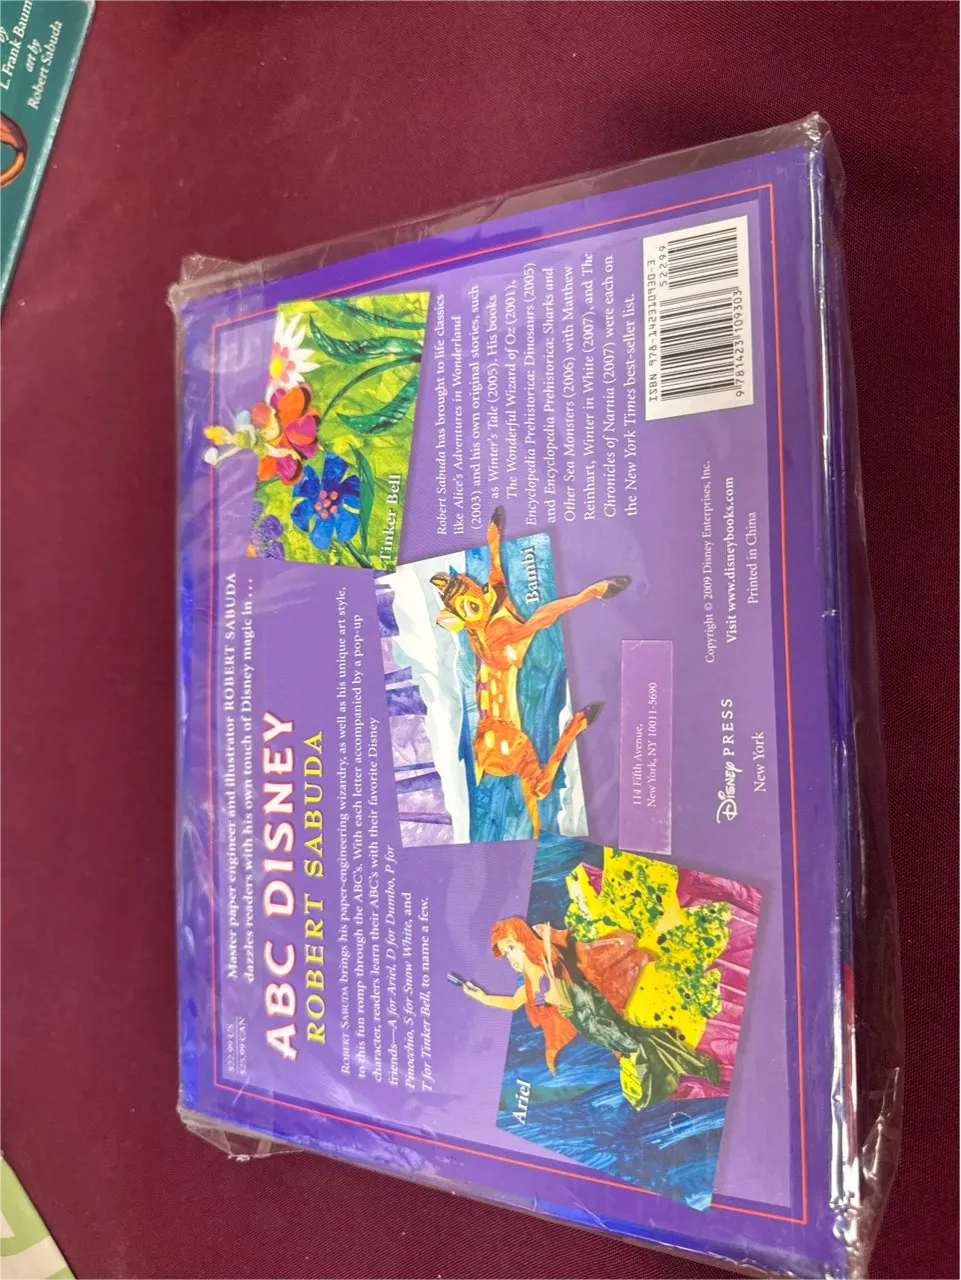 by
L. Frank Baum
art by
Robert Sabuda
$22.99 US
$25.99 CAN
Master paper engineer and illustrator ROBERT SABUDA
dazzles readers with his own touch of Disney magic in . . .
ABC DISNEY
ROBERT SABUDA
ROBERT SABUDA brings his paper-engineering wizardry, as well as his unique art style,
to this fun romp through the ABC's. With each letter accompanied by a pop-up
character, readers learn their ABC's with their favorite Disney
friends—A for Ariel, D for Dumbo, P for
Pinocchio, S for Snow White, and
T for Tinker Bell, to name a few.
Tinker Bell
Bambi
Ariel
Robert Sabuda has brought to life classics
like Alice's Adventures in Wonderland
(2003) and his own original stories, such
as Winter's Tale (2005). His books
The Wonderful Wizard of Oz (2001),
Encyclopedia Prehistorica: Dinosaurs (2005)
and Encyclopedia Prehistorica: Sharks and
Other Sea Monsters (2006) with Matthew
Reinhart, Winter in White (2007), and The
Chronicles of Narnia (2007) were each on
the New York Times best-seller list.
114 Fifth Avenue,
New York, NY 10011-5690
DISNEY PRESS
New York
Copyright © 2009 Disney Enterprises, Inc.
Visit www.disneybooks.com
Printed in China
ISBN 978-142310930-3
52299
9 781423 109303